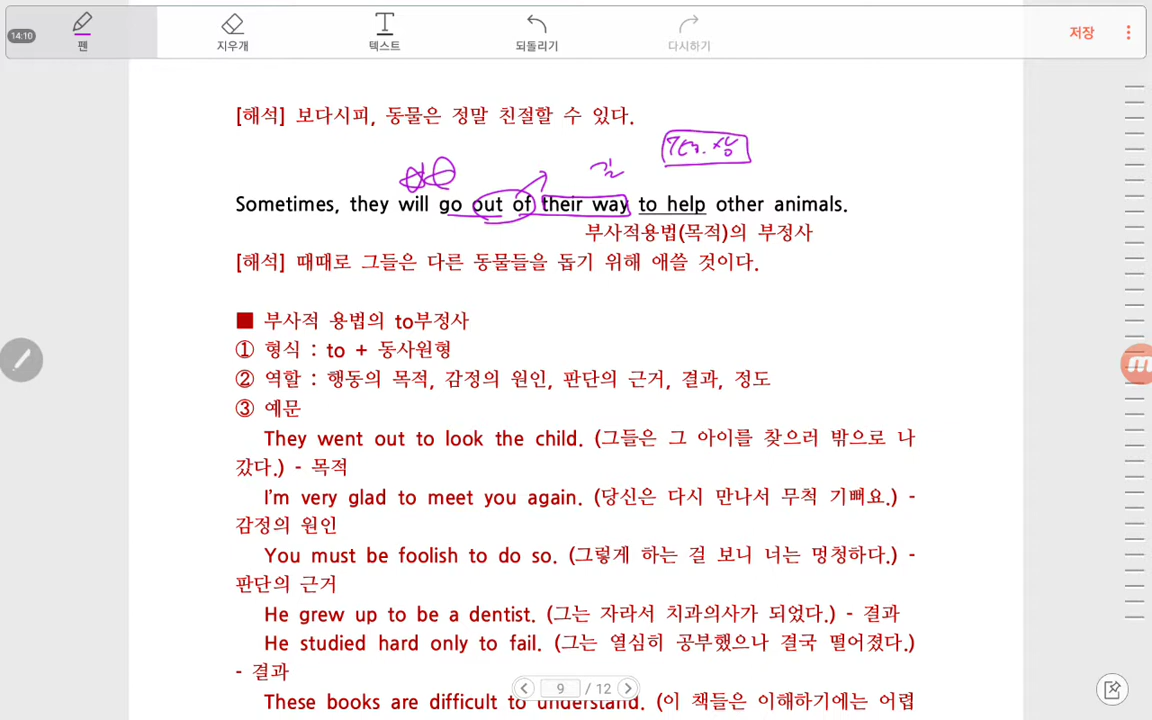 14:10
펜
지우개
텍스트
되돌리기
다시하기
저장
[해석] 보다시피, 동물은 정말 친절할 수 있다.
길
Sometimes, they will go out of their way to help other animals.
부사적용법(목적)의 부정사
[해석] 때때로 그들은 다른 동물들을 돕기 위해 애쓸 것이다.
■ 부사적 용법의 to부정사
① 형식 : to + 동사원형
② 역할 : 행동의 목적, 감정의 원인, 판단의 근거, 결과, 정도
③ 예문
They went out to look the child. (그들은 그 아이를 찾으러 밖으로 나
갔다.) - 목적
I'm very glad to meet you again. (당신은 다시 만나서 무척 기뻐요.) -
감정의 원인
You must be foolish to do so. (그렇게 하는 걸 보니 너는 멍청하다.) -
판단의 근거
He grew up to be a dentist. (그는 자라서 치과의사가 되었다.) - 결과
He studied hard only to fail. (그는 열심히 공부했으나 결국 떨어졌다.)
- 결과
These books are difficult to understand. (이 책들은 이해하기에는 어렵
9 / 12